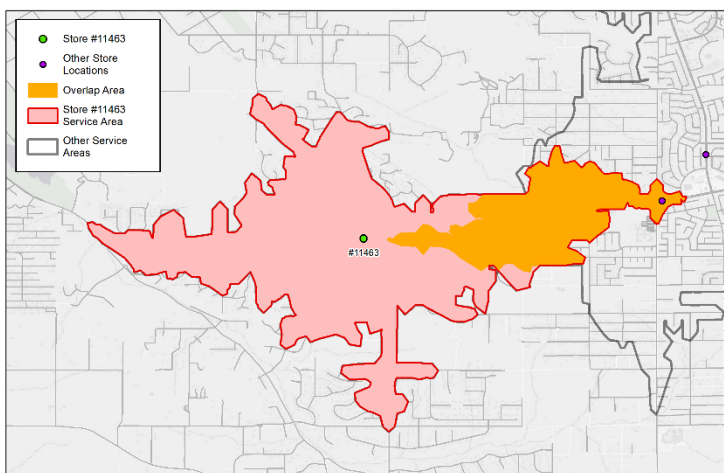 Store #11463
Other Store
Locations
Overlap Area
Store #11463
Service Area
Other Service
Areas
#11463